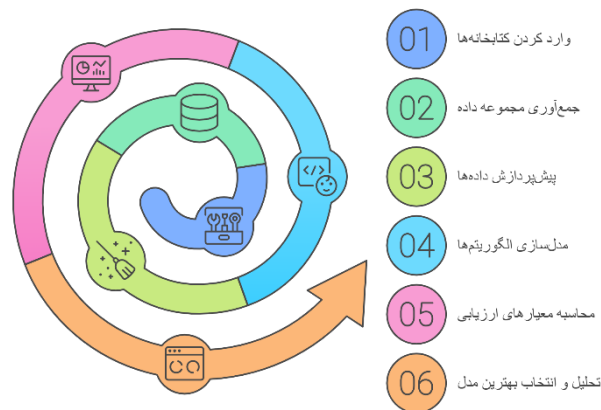 01 وارد کردن کتابخانه‌ها
02 جمع‌آوری مجموعه داده
03 پیش‌پردازش داده‌ها
04 مدل‌سازی الگوریتم‌ها
05 محاسبه معیارهای ارزیابی
06 تحلیل و انتخاب بهترین مدل